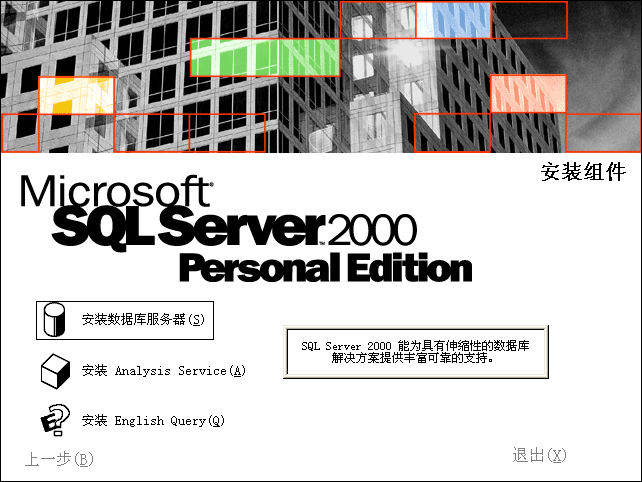 安装组件
Microsoft®
SQL Server™ 2000
Personal Edition
安装数据库服务器(S)
SQL Server 2000 能为具有伸缩性的数据库
解决方案提供丰富可靠的支持。
安装 Analysis Service(A)
安装 English Query(Q)
上一步(B)
退出(X)